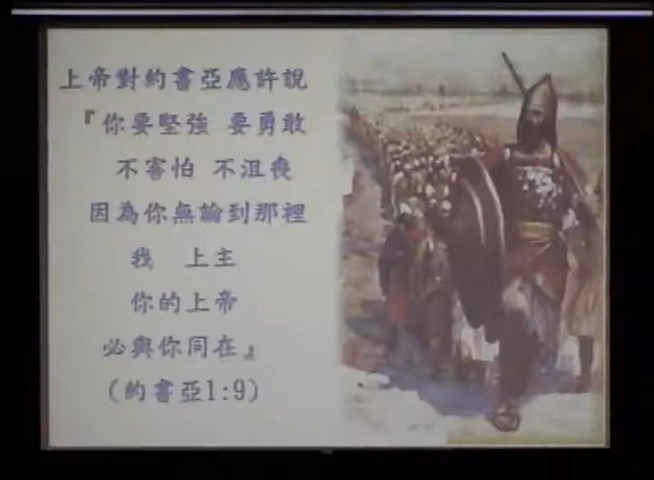 上帝對約書亞應許說
『你要堅強 要勇敢
不害怕 不沮喪
因為你無論到那裡
我 上主
你的上帝
必與你同在』
(約書亞1:9)